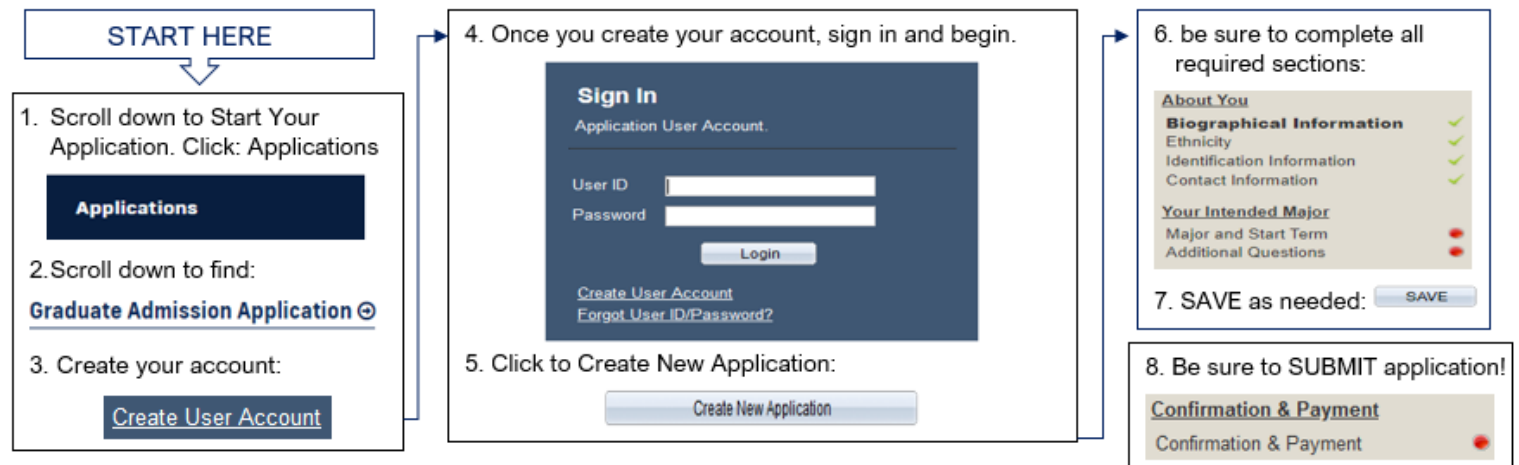 START HERE
1. Scroll down to Start Your
Application. Click: Applications
Applications
2.Scroll down to find:
Graduate Admission Application
3. Create your account:
Create User Account
4. Once you create your account, sign in and begin.
Sign In
Application User Account.
User ID
Password
Login
Create User Account
Forgot User ID/Password?
5. Click to Create New Application:
Create New Application
6. be sure to complete all
required sections:
About You
Biographical Information
Ethnicity
Identification Information
Contact Information
Your Intended Major
Major and Start Term
Additional Questions
7. SAVE as needed: SAVE
8. Be sure to SUBMIT application!
Confirmation & Payment
Confirmation & Payment